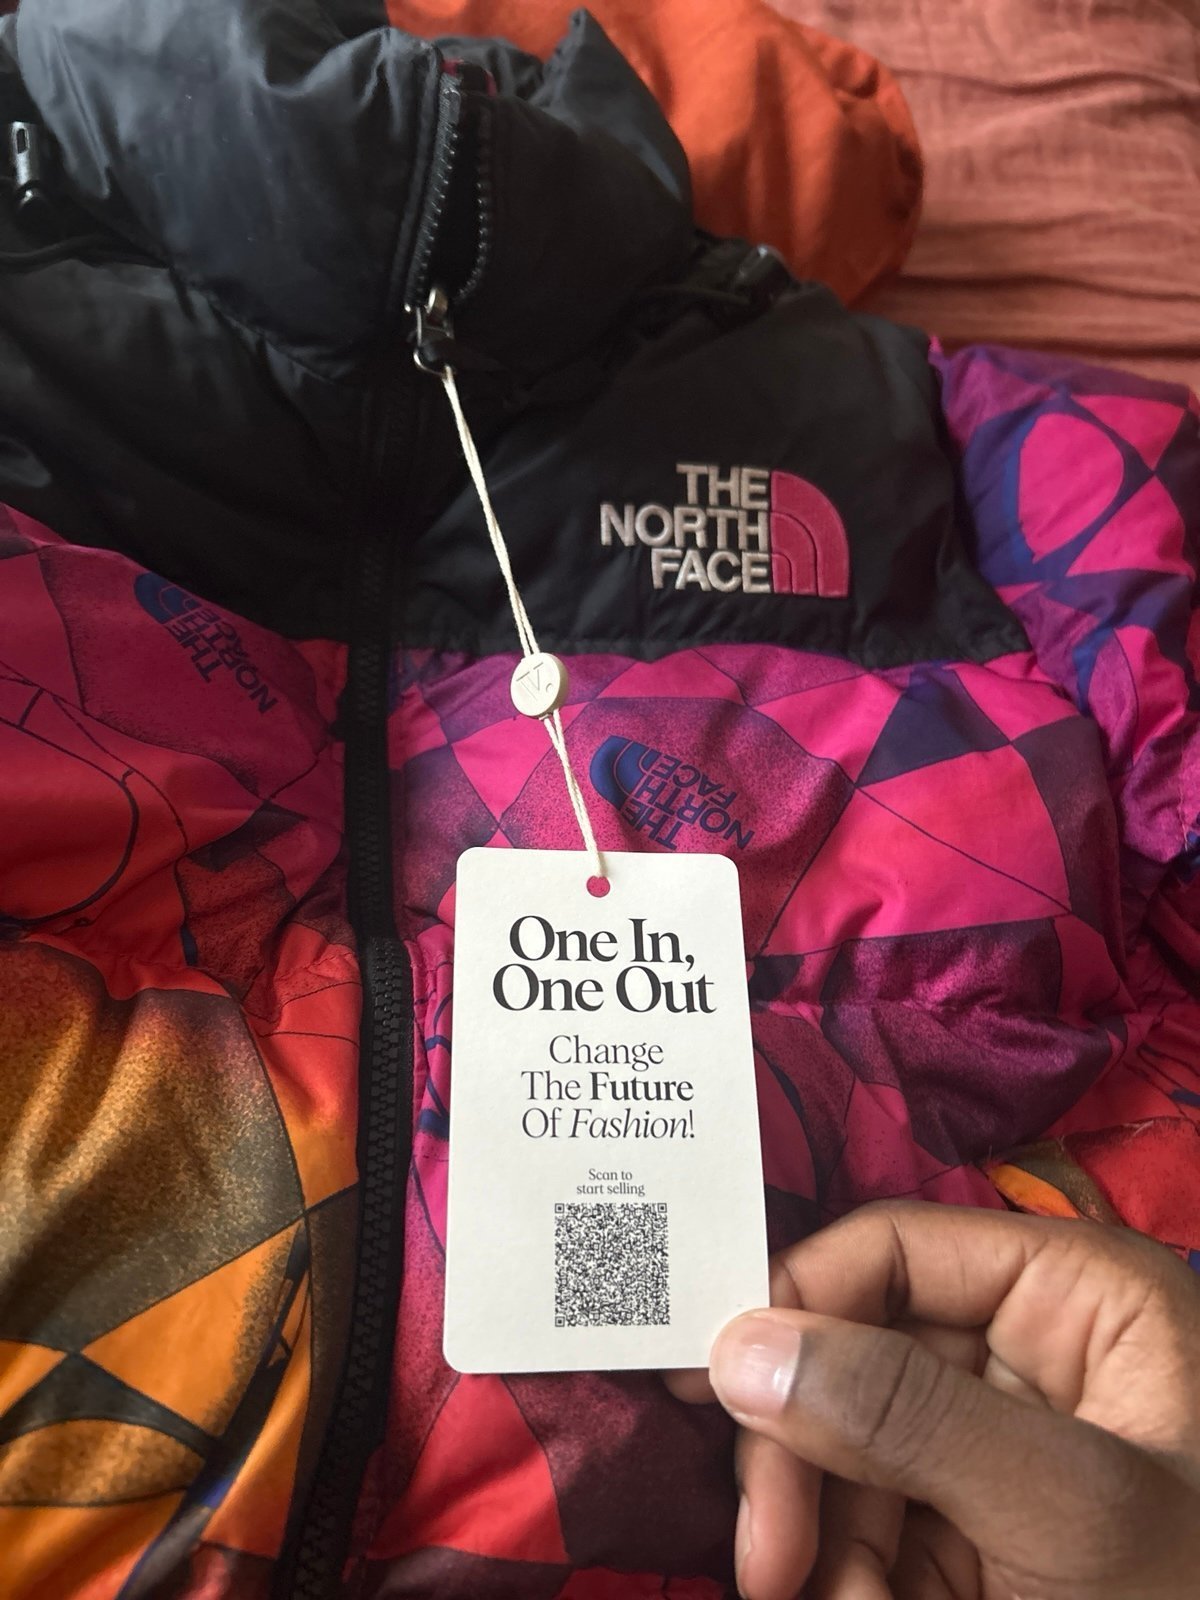 THE
NORTH
FACE
THE
NORTH
FACE
THE
NORTH
FACE
V.
One In,
One Out
Change
The Future
Of Fashion!
Scan to
start selling